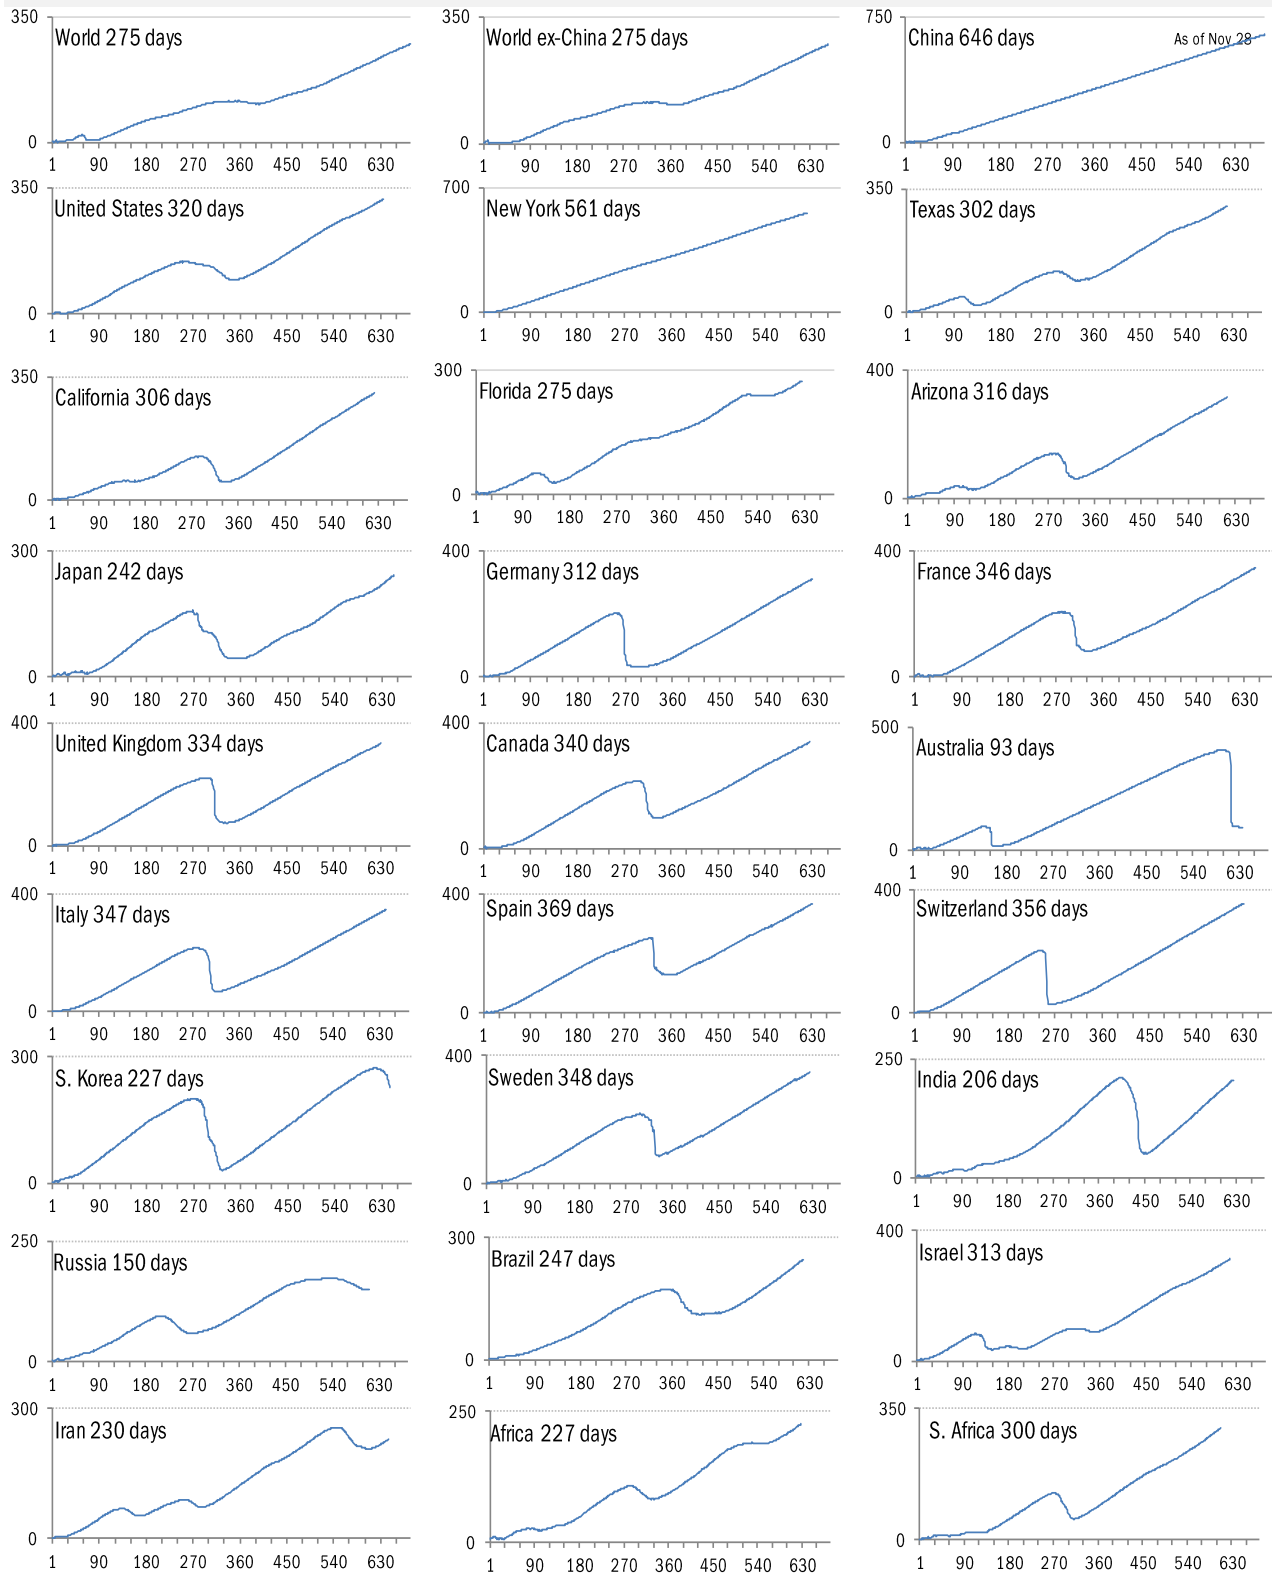 350 World 275 days
0
1 90 180 270 360 450 540 630
350 World ex-China 275 days
0
1 90 180 270 360 450 540 630
750 China 646 days As of Nov 28
0
1 90 180 270 360 450 540 630
350 United States 320 days
0
1 90 180 270 360 450 540 630
700 New York 561 days
0
1 90 180 270 360 450 540 630
350 Texas 302 days
0
1 90 180 270 360 450 540 630
350 California 306 days
0
1 90 180 270 360 450 540 630
300 Florida 275 days
0
1 90 180 270 360 450 540 630
400 Arizona 316 days
0
1 90 180 270 360 450 540 630
300 Japan 242 days
0
1 90 180 270 360 450 540 630
400 Germany 312 days
0
1 90 180 270 360 450 540 630
400 France 346 days
0
1 90 180 270 360 450 540 630
400 United Kingdom 334 days
0
1 90 180 270 360 450 540 630
400 Canada 340 days
0
1 90 180 270 360 450 540 630
500 Australia 93 days
0
1 90 180 270 360 450 540 630
400 Italy 347 days
0
1 90 180 270 360 450 540 630
400 Spain 369 days
0
1 90 180 270 360 450 540 630
400 Switzerland 356 days
0
1 90 180 270 360 450 540 630
300 S. Korea 227 days
0
1 90 180 270 360 450 540 630
400 Sweden 348 days
0
1 90 180 270 360 450 540 630
250 India 206 days
0
1 90 180 270 360 450 540 630
250 Russia 150 days
0
1 90 180 270 360 450 540 630
300 Brazil 247 days
0
1 90 180 270 360 450 540 630
400 Israel 313 days
0
1 90 180 270 360 450 540 630
300 Iran 230 days
0
1 90 180 270 360 450 540 630
250 Africa 227 days
0
1 90 180 270 360 450 540 630
350 S. Africa 300 days
0
1 90 180 270 360 450 540 630